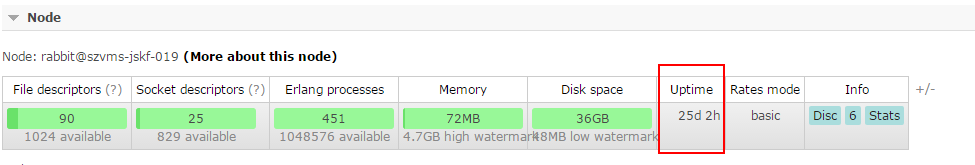 Node
Node: rabbit@szvms-jskf-019 (More about this node)
File descriptors (?) Socket descriptors (?) Erlang processes Memory Disk space Uptime Rates mode Info +/-
90 25 451 72MB 36GB 25d 2h basic Disc 6 Stats
1024 available 829 available 1048576 available 4.7GB high watermark 48MB low watermark